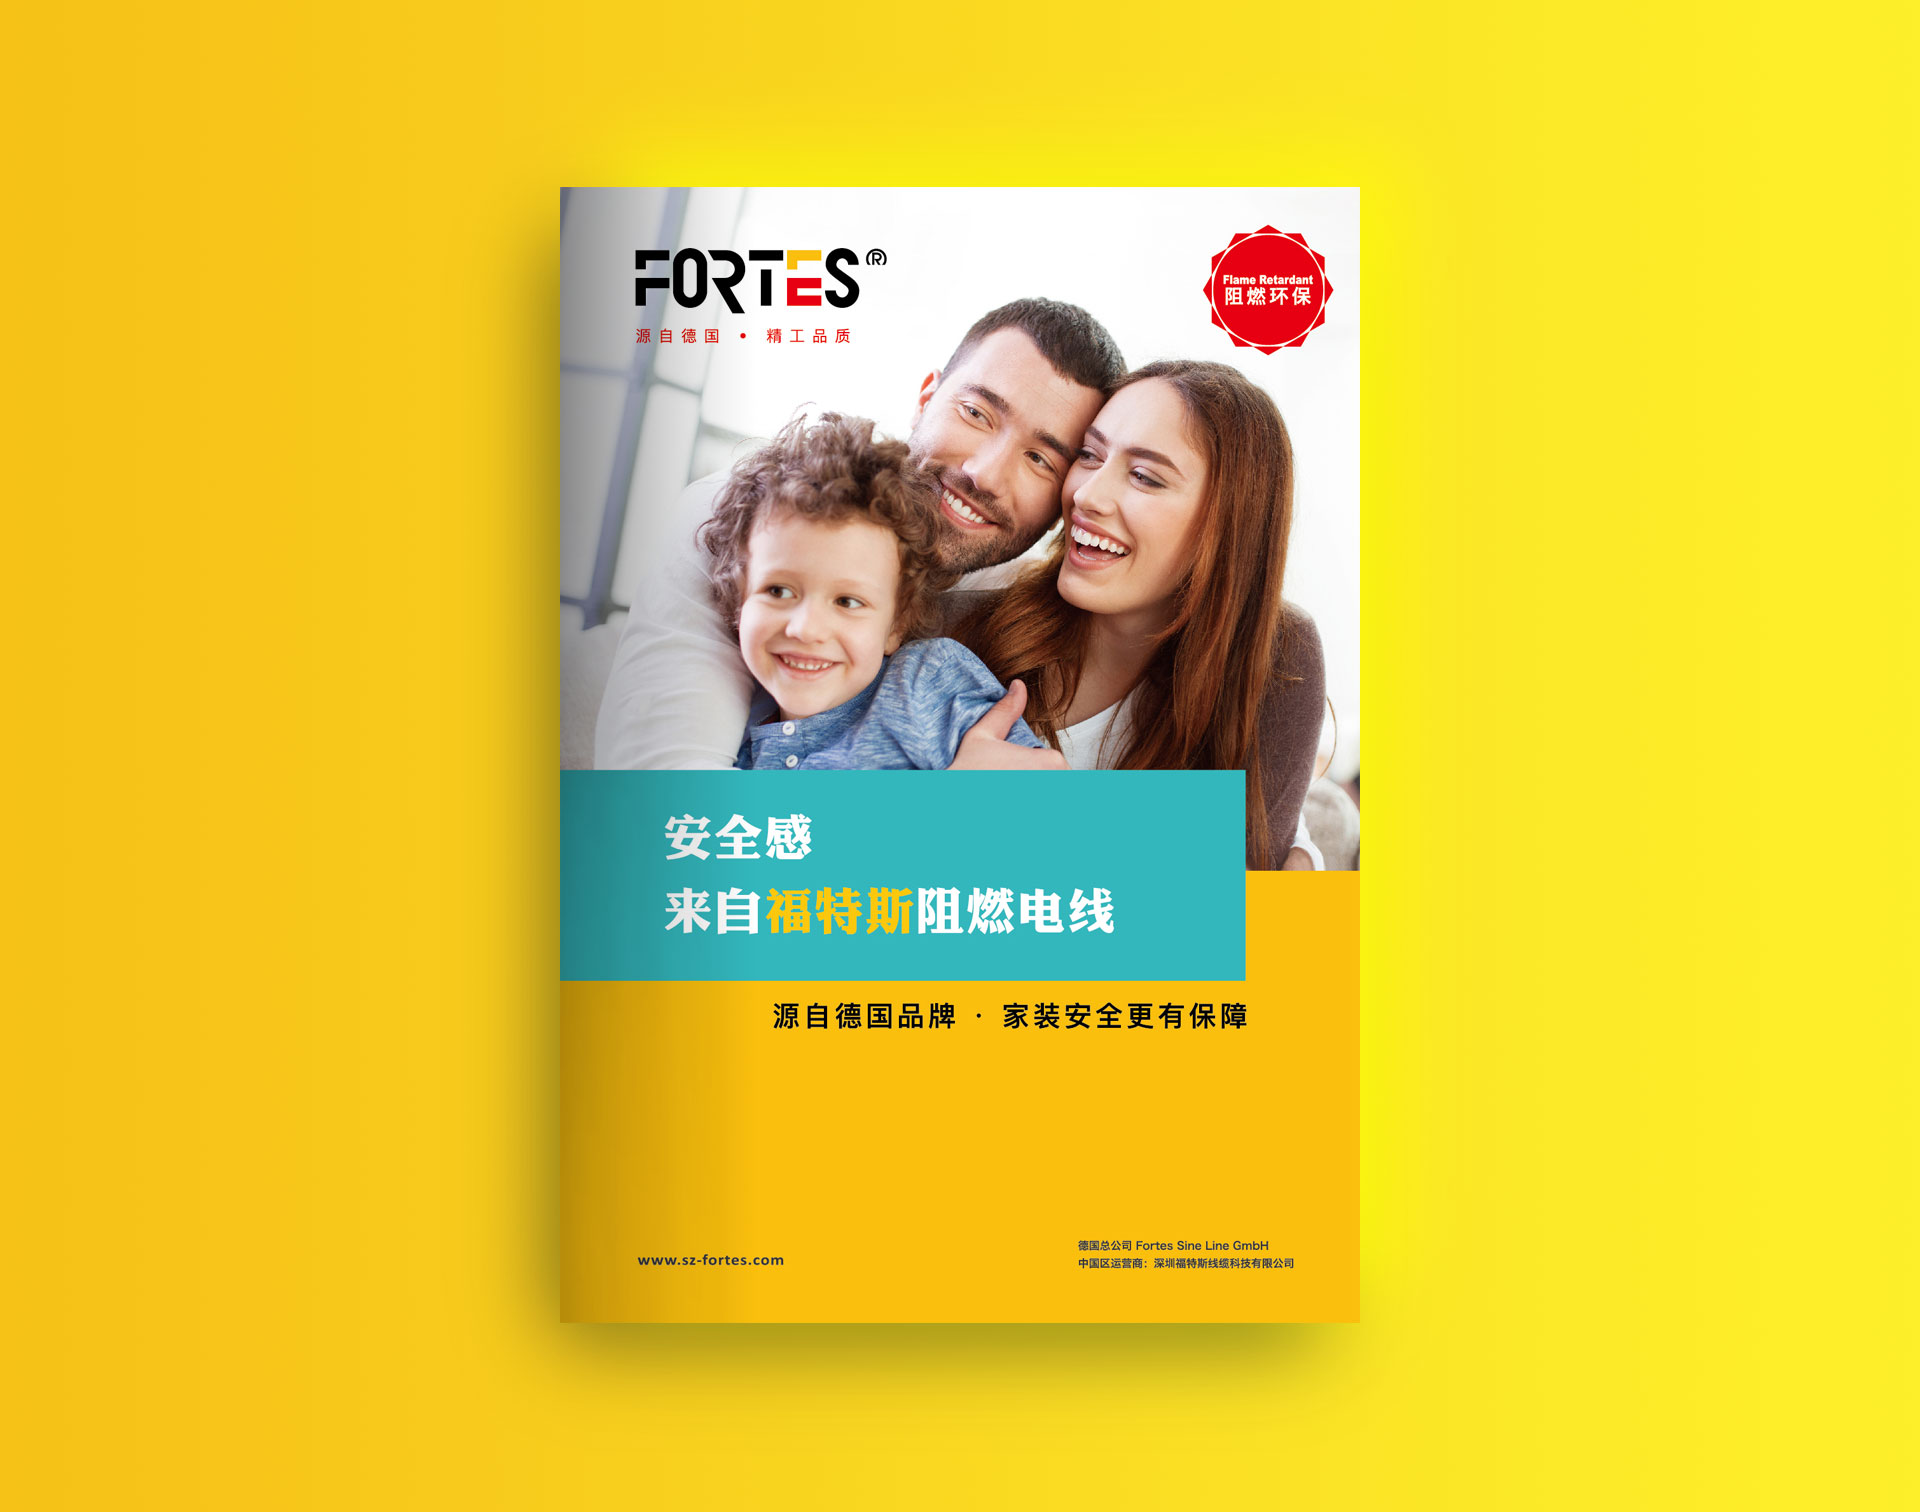 FORTES®
源自德国 • 精工品质
Flame Retardant
阻燃环保
安全感
来自福特斯阻燃电线
源自德国品牌 · 家装安全更有保障
www.sz-fortes.com
德国总公司 Fortes Sine Line GmbH
中国区运营商：深圳福特斯线缆科技有限公司